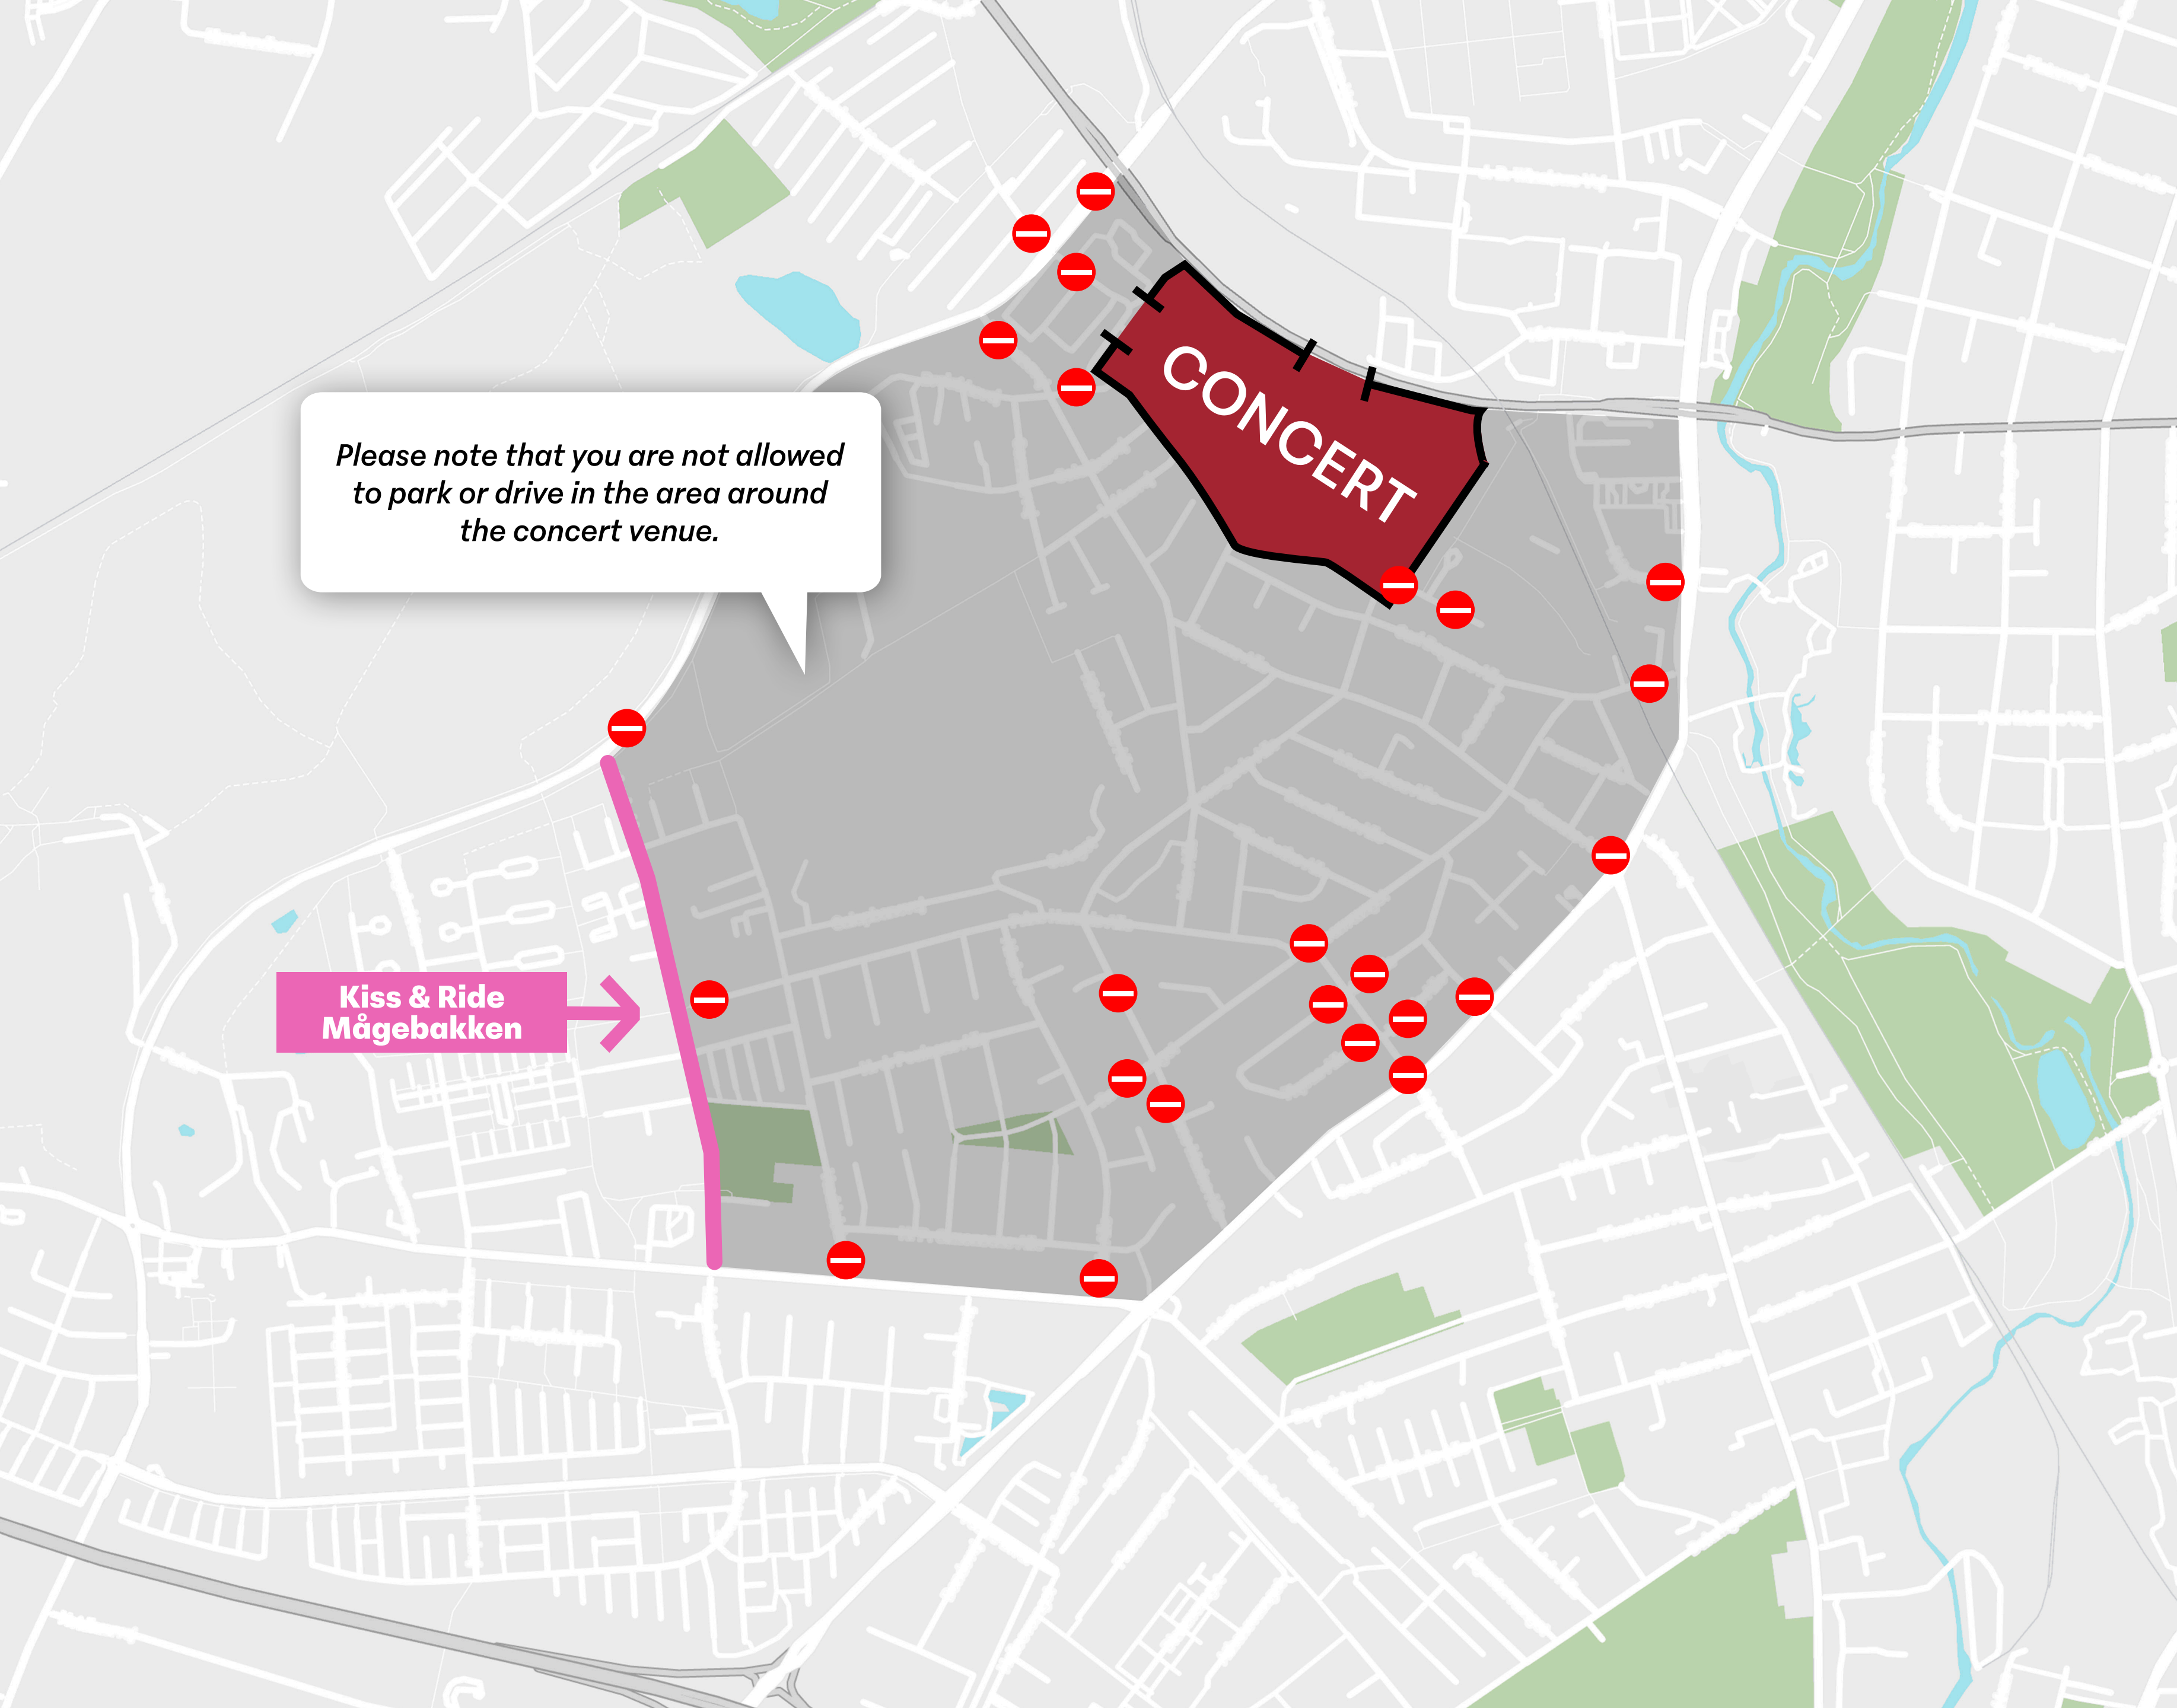 CONCERT
Please note that you are not allowed
to park or drive in the area around
the concert venue.
Kiss & Ride
Mågebakken